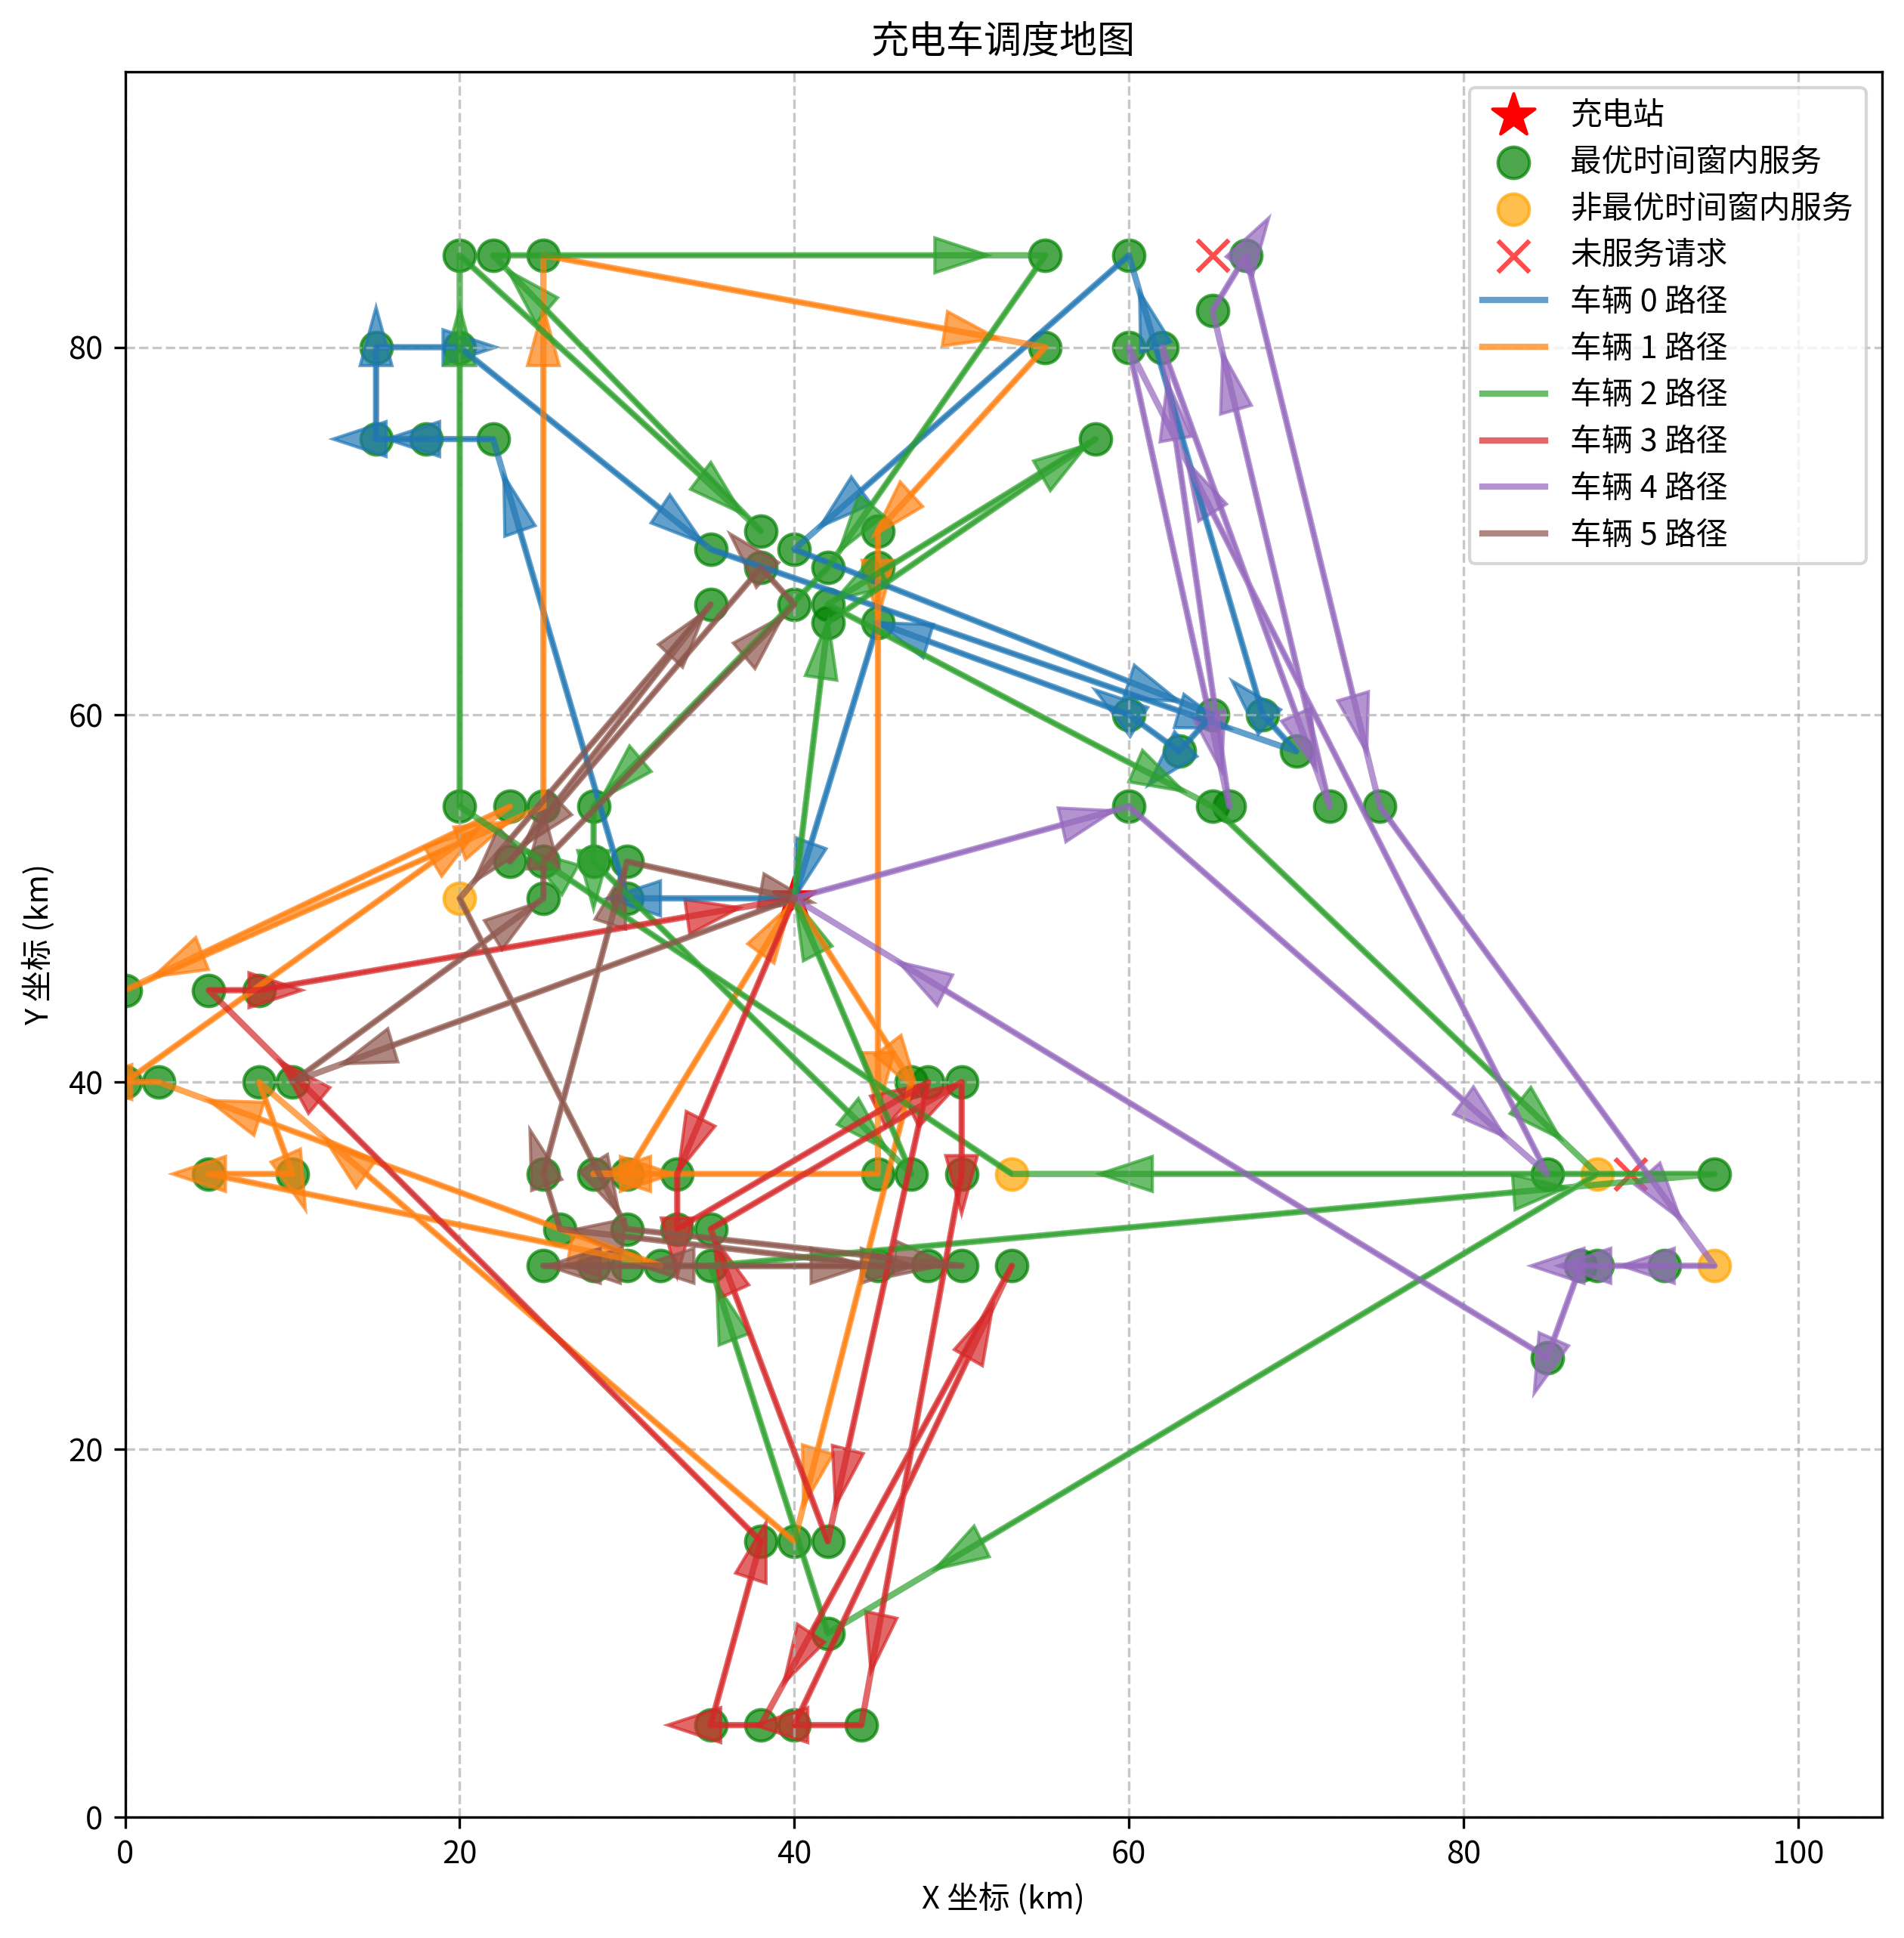 充电车调度地图
充电站
最优时间窗内服务
非最优时间窗内服务
未服务请求
车辆 0 路径
车辆 1 路径
车辆 2 路径
车辆 3 路径
车辆 4 路径
车辆 5 路径
Y 坐标 (km)
80
60
40
20
0
0 20 40 60 80 100
X 坐标 (km)